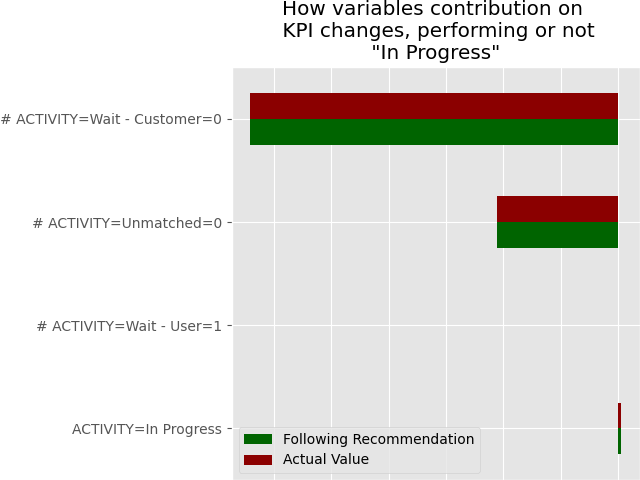 How variables contribution on
KPI changes, performing or not
"In Progress"
# ACTIVITY=Wait - Customer=0
# ACTIVITY=Unmatched=0
# ACTIVITY=Wait - User=1
ACTIVITY=In Progress
Following Recommendation
Actual Value